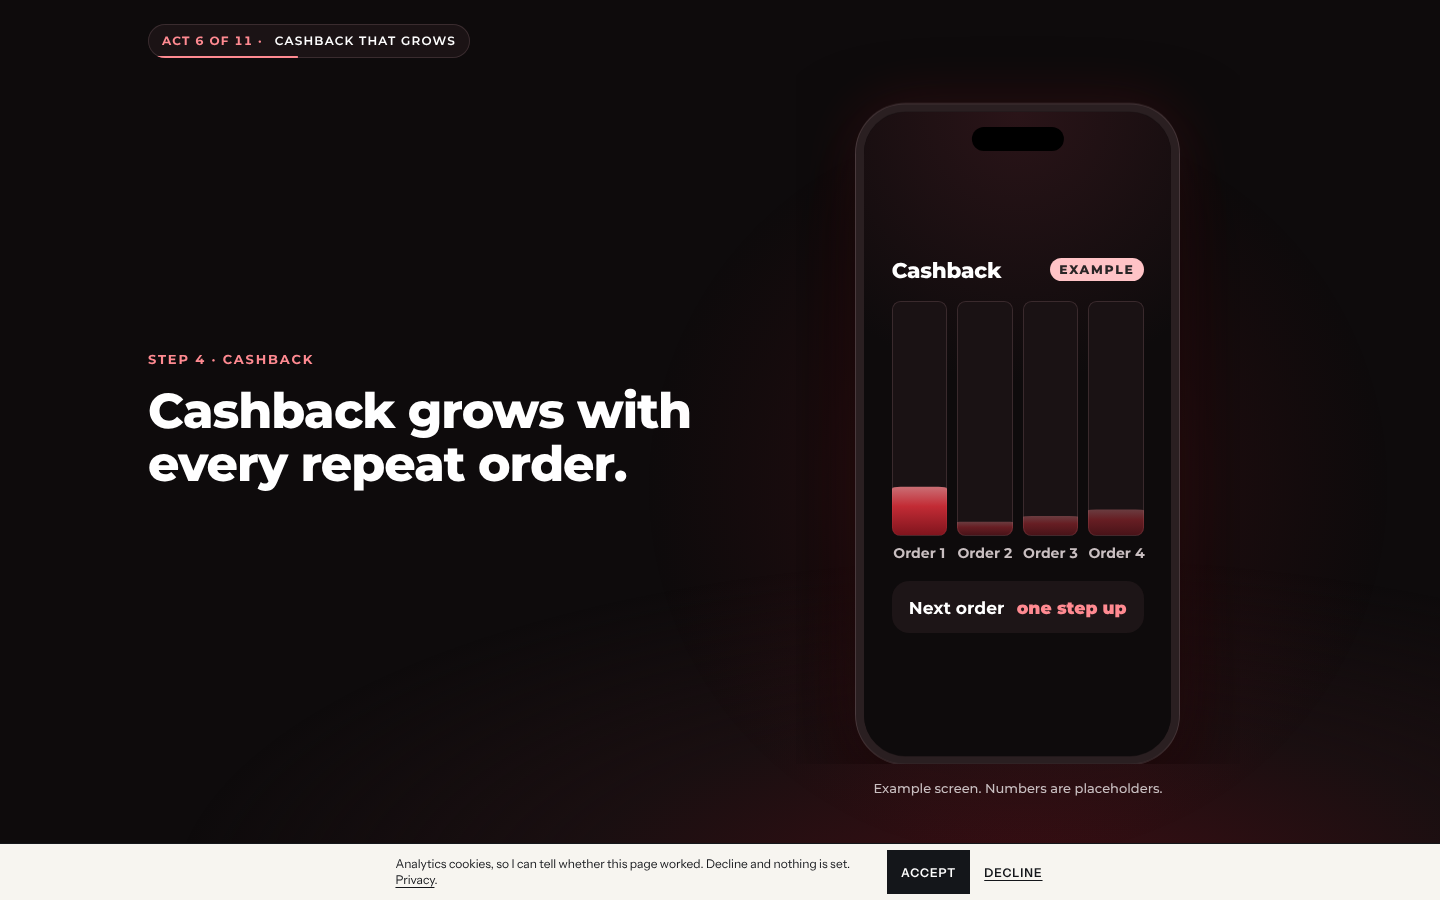 ACT 6 OF 11 · CASHBACK THAT GROWS
STEP 4 · CASHBACK
Cashback grows with
every repeat order.
Cashback EXAMPLE
Order 1 Order 2 Order 3 Order 4
Next order one step up
Example screen. Numbers are placeholders.
Analytics cookies, so I can tell whether this page worked. Decline and nothing is set.
Privacy.
ACCEPT DECLINE